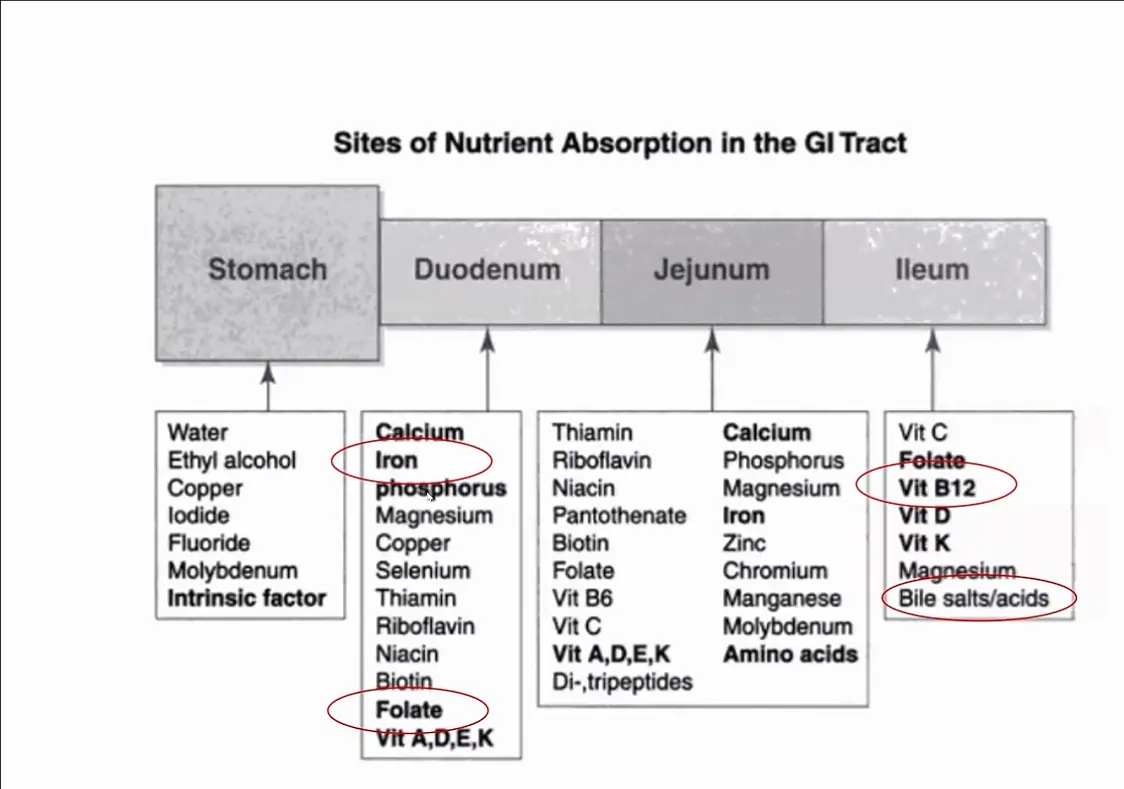 Sites of Nutrient Absorption in the GI Tract
Stomach
Duodenum
Jejunum
Ileum
Water
Ethyl alcohol
Copper
Iodide
Fluoride
Molybdenum
Intrinsic factor
Calcium
Iron
phosphorus
Magnesium
Copper
Selenium
Thiamin
Riboflavin
Niacin
Biotin
Folate
Vit A,D,E,K
Thiamin
Riboflavin
Niacin
Pantothenate
Biotin
Folate
Vit B6
Vit C
Vit A,D,E,K
Di-,tripeptides
Calcium
Phosphorus
Magnesium
Iron
Zinc
Chromium
Manganese
Molybdenum
Amino acids
Vit C
Folate
Vit B12
Vit D
Vit K
Magnesium
Bile salts/acids